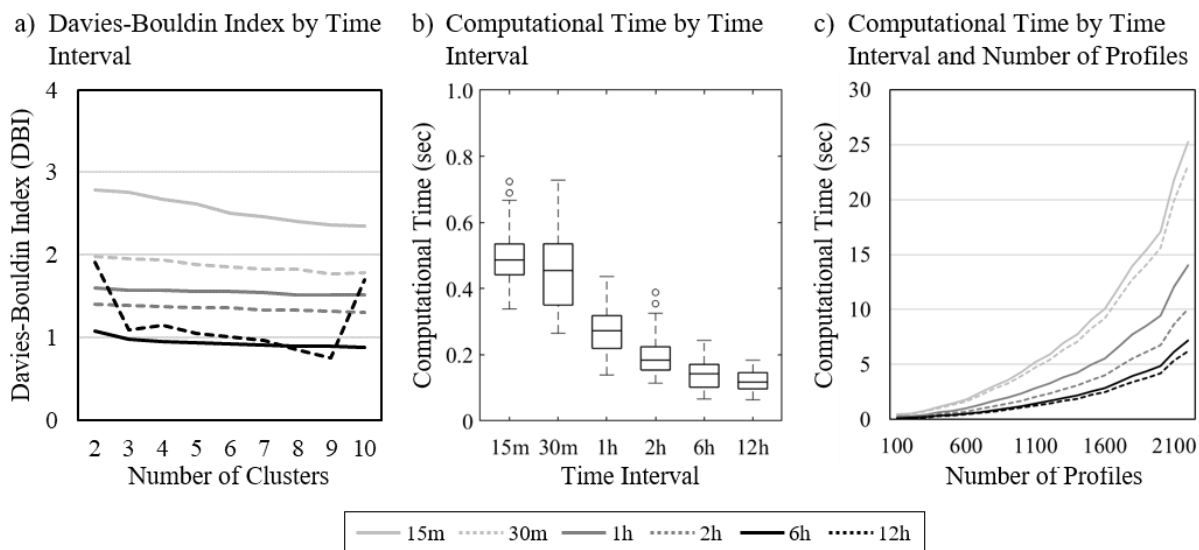 a) Davies-Bouldin Index by Time
Interval
4
3
2
1
0
Davies-Bouldin Index (DBI)
2 3 4 5 6 7 8 9 10
Number of Clusters
b) Computational Time by Time
Interval
1.0
0.8
0.6
0.4
0.2
0
Computational Time (sec)
15m 30m 1h 2h 6h 12h
Time Interval
c) Computational Time by Time
Interval and Number of Profiles
30
25
20
15
10
5
0
Computational Time (sec)
100 600 1100 1600 2100
Number of Profiles
15m 30m 1h 2h 6h 12h